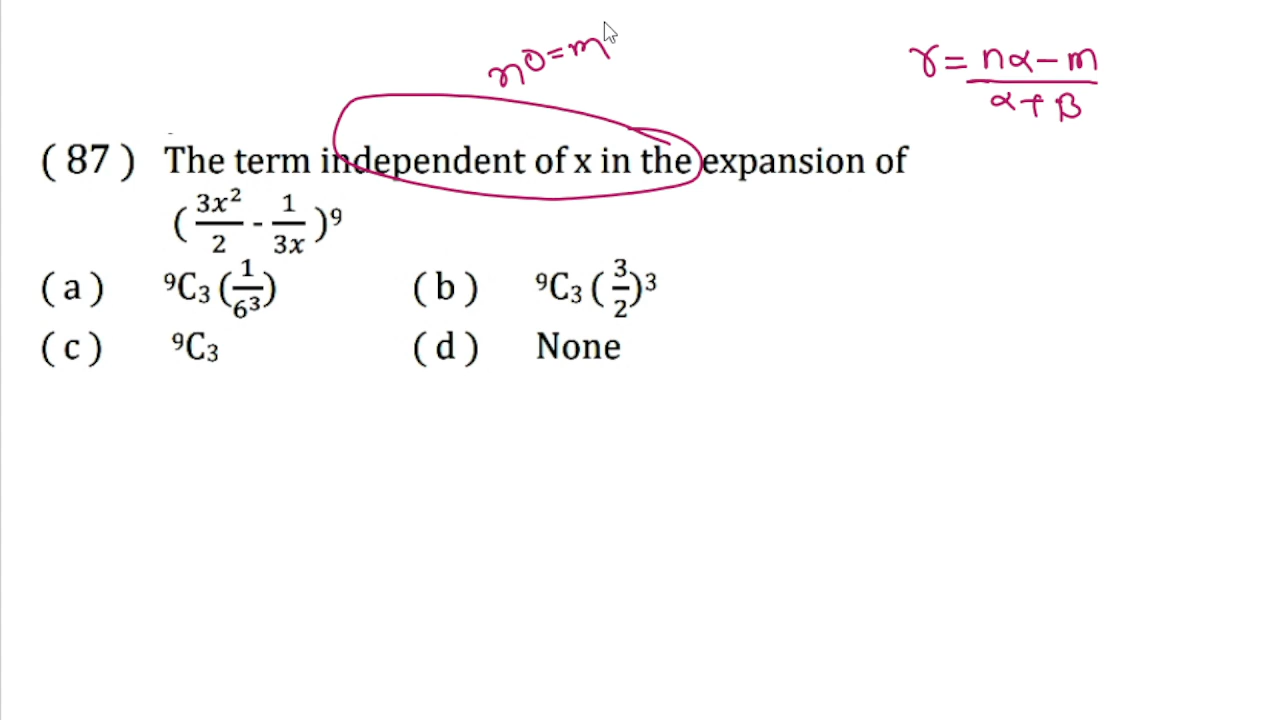 x⁰=m
r = nα-m / α+β
(87) The term independent of x in the expansion of
(3x²/2 - 1/3x)⁹
(a) ⁹C₃(1/6³) (b) ⁹C₃(3/2)³
(c) ⁹C₃ (d) None